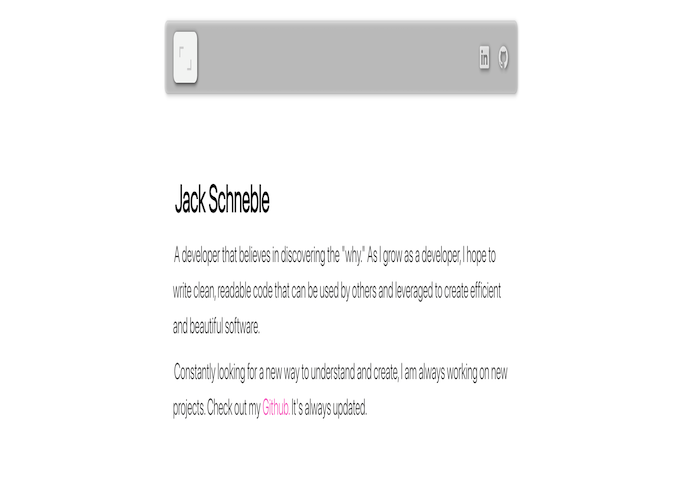 in
Jack Schneble
A developer that believes in discovering the "why." As I grow as a developer, I hope to
write clean, readable code that can be used by others and leveraged to create efficient
and beautiful software.
Constantly looking for a new way to understand and create, I am always working on new
projects. Check out my Github. It's always updated.